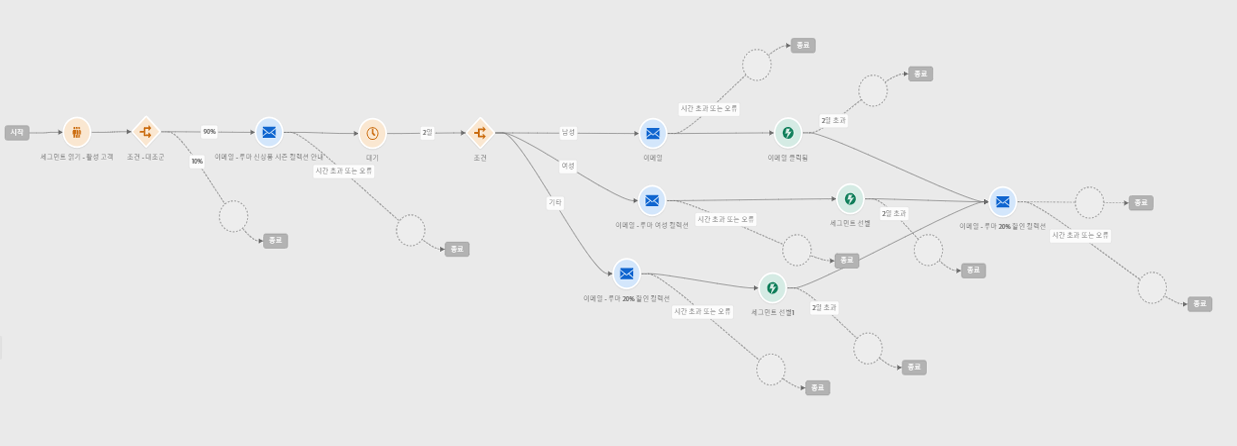 시작
세그먼트 읽기 - 활성 고객
조건 - 대조군
90%
10%
종료
이메일 - 루마 신상품 시즌 컬렉션 안내
시간 초과 또는 오류
종료
대기
2일
조건
남성
여성
기타
이메일
시간 초과 또는 오류
종료
이메일 클릭됨
2일 초과
종료
이메일 - 루마 여성 컬렉션
시간 초과 또는 오류
종료
세그먼트 선별
2일 초과
종료
이메일 - 루마 20% 할인 컬렉션
시간 초과 또는 오류
종료
세그먼트 선별1
2일 초과
종료
이메일 - 루마 20% 할인 컬렉션
종료
시간 초과 또는 오류
종료